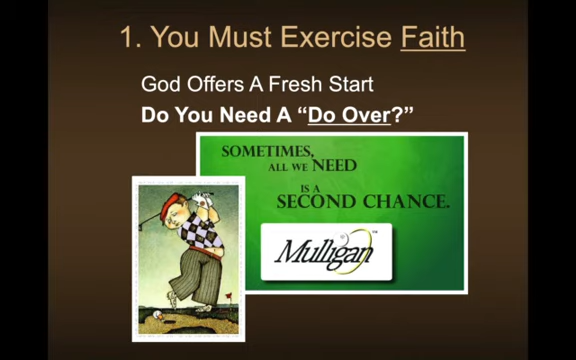 1. You Must Exercise Faith
God Offers A Fresh Start
Do You Need A “Do Over?”
SOMETIMES,
ALL WE NEED
IS A
SECOND CHANCE.
Mulligan™